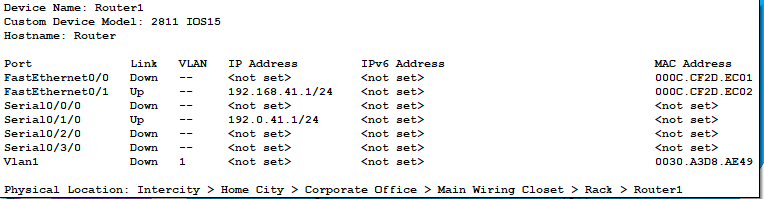 Device Name: Router1
Custom Device Model: 2811 IOS15
Hostname: Router
Port Link VLAN IP Address IPv6 Address MAC Address
FastEthernet0/0 Down -- <not set> <not set> 000C.CF2D.EC01
FastEthernet0/1 Up -- 192.168.41.1/24 <not set> 000C.CF2D.EC02
Serial0/0/0 Down -- <not set> <not set> <not set>
Serial0/1/0 Up -- 192.0.41.1/24 <not set> <not set>
Serial0/2/0 Down -- <not set> <not set> <not set>
Serial0/3/0 Down -- <not set> <not set> <not set>
Vlan1 Down 1 <not set> <not set> 0030.A3D8.AE49
Physical Location: Intercity > Home City > Corporate Office > Main Wiring Closet > Rack > Router1